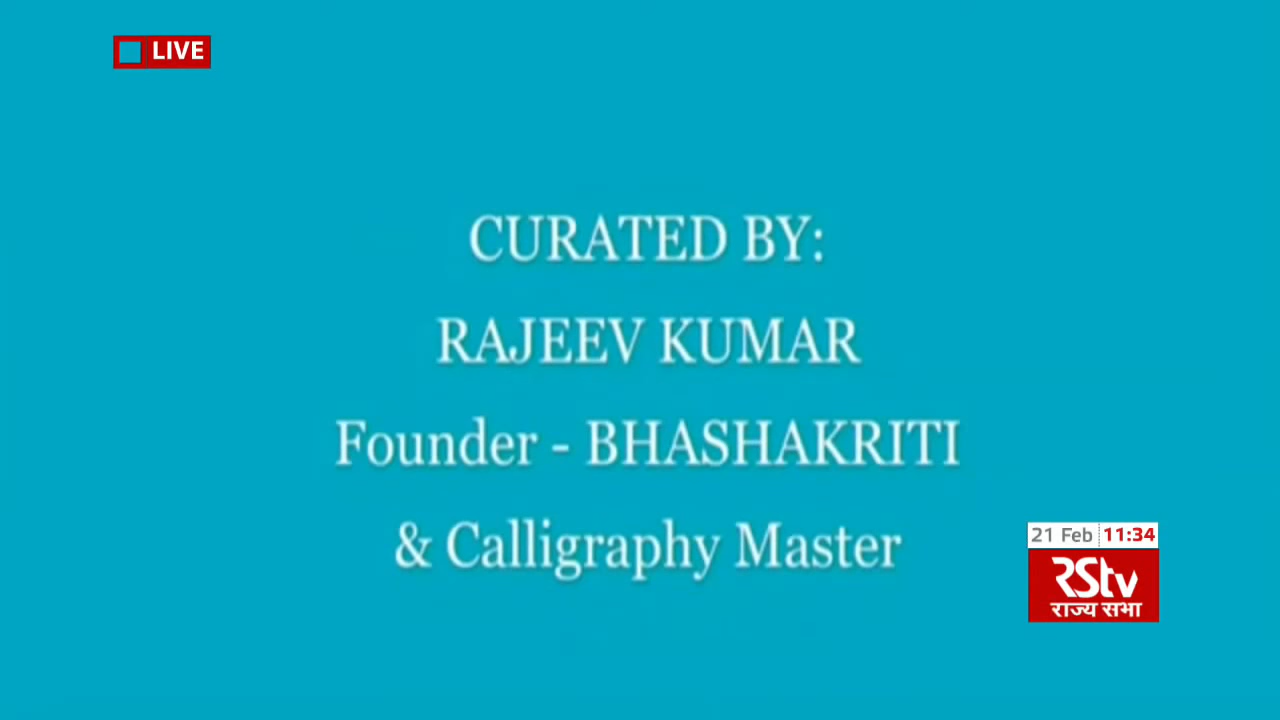 LIVE
CURATED BY:
RAJEEV KUMAR
Founder - BHASHAKRITI
& Calligraphy Master
21 Feb 11:34
RStv
राज्य सभा